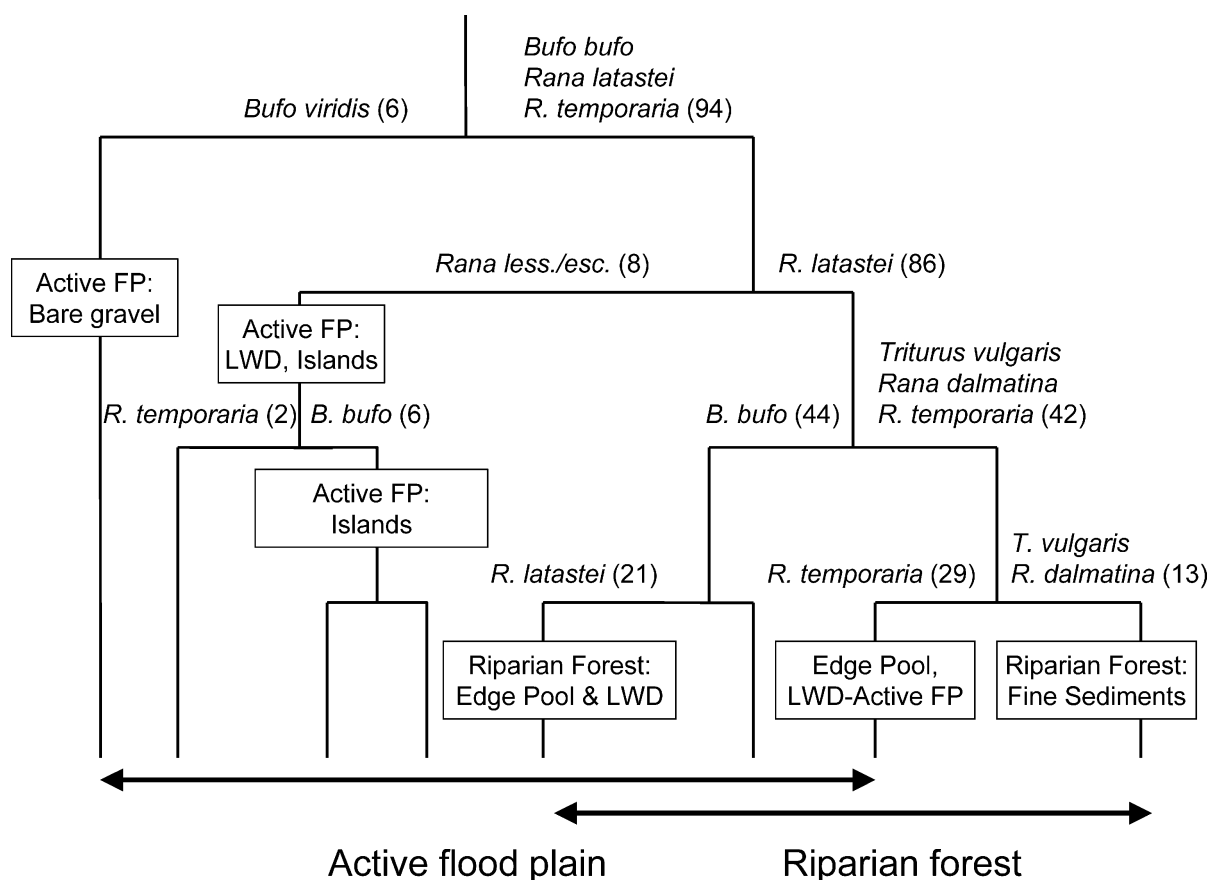 Bufo bufo
Rana latastei
Bufo viridis (6)
R. temporaria (94)
Rana less./esc. (8)
R. latastei (86)
Active FP:
Bare gravel
Active FP:
LWD, Islands
Triturus vulgaris
Rana dalmatina
R. temporaria (2)
B. bufo (6)
B. bufo (44)
R. temporaria (42)
Active FP:
Islands
R. latastei (21)
R. temporaria (29)
T. vulgaris
R. dalmatina (13)
Riparian Forest:
Edge Pool & LWD
Edge Pool,
LWD-Active FP
Riparian Forest:
Fine Sediments
Active flood plain
Riparian forest